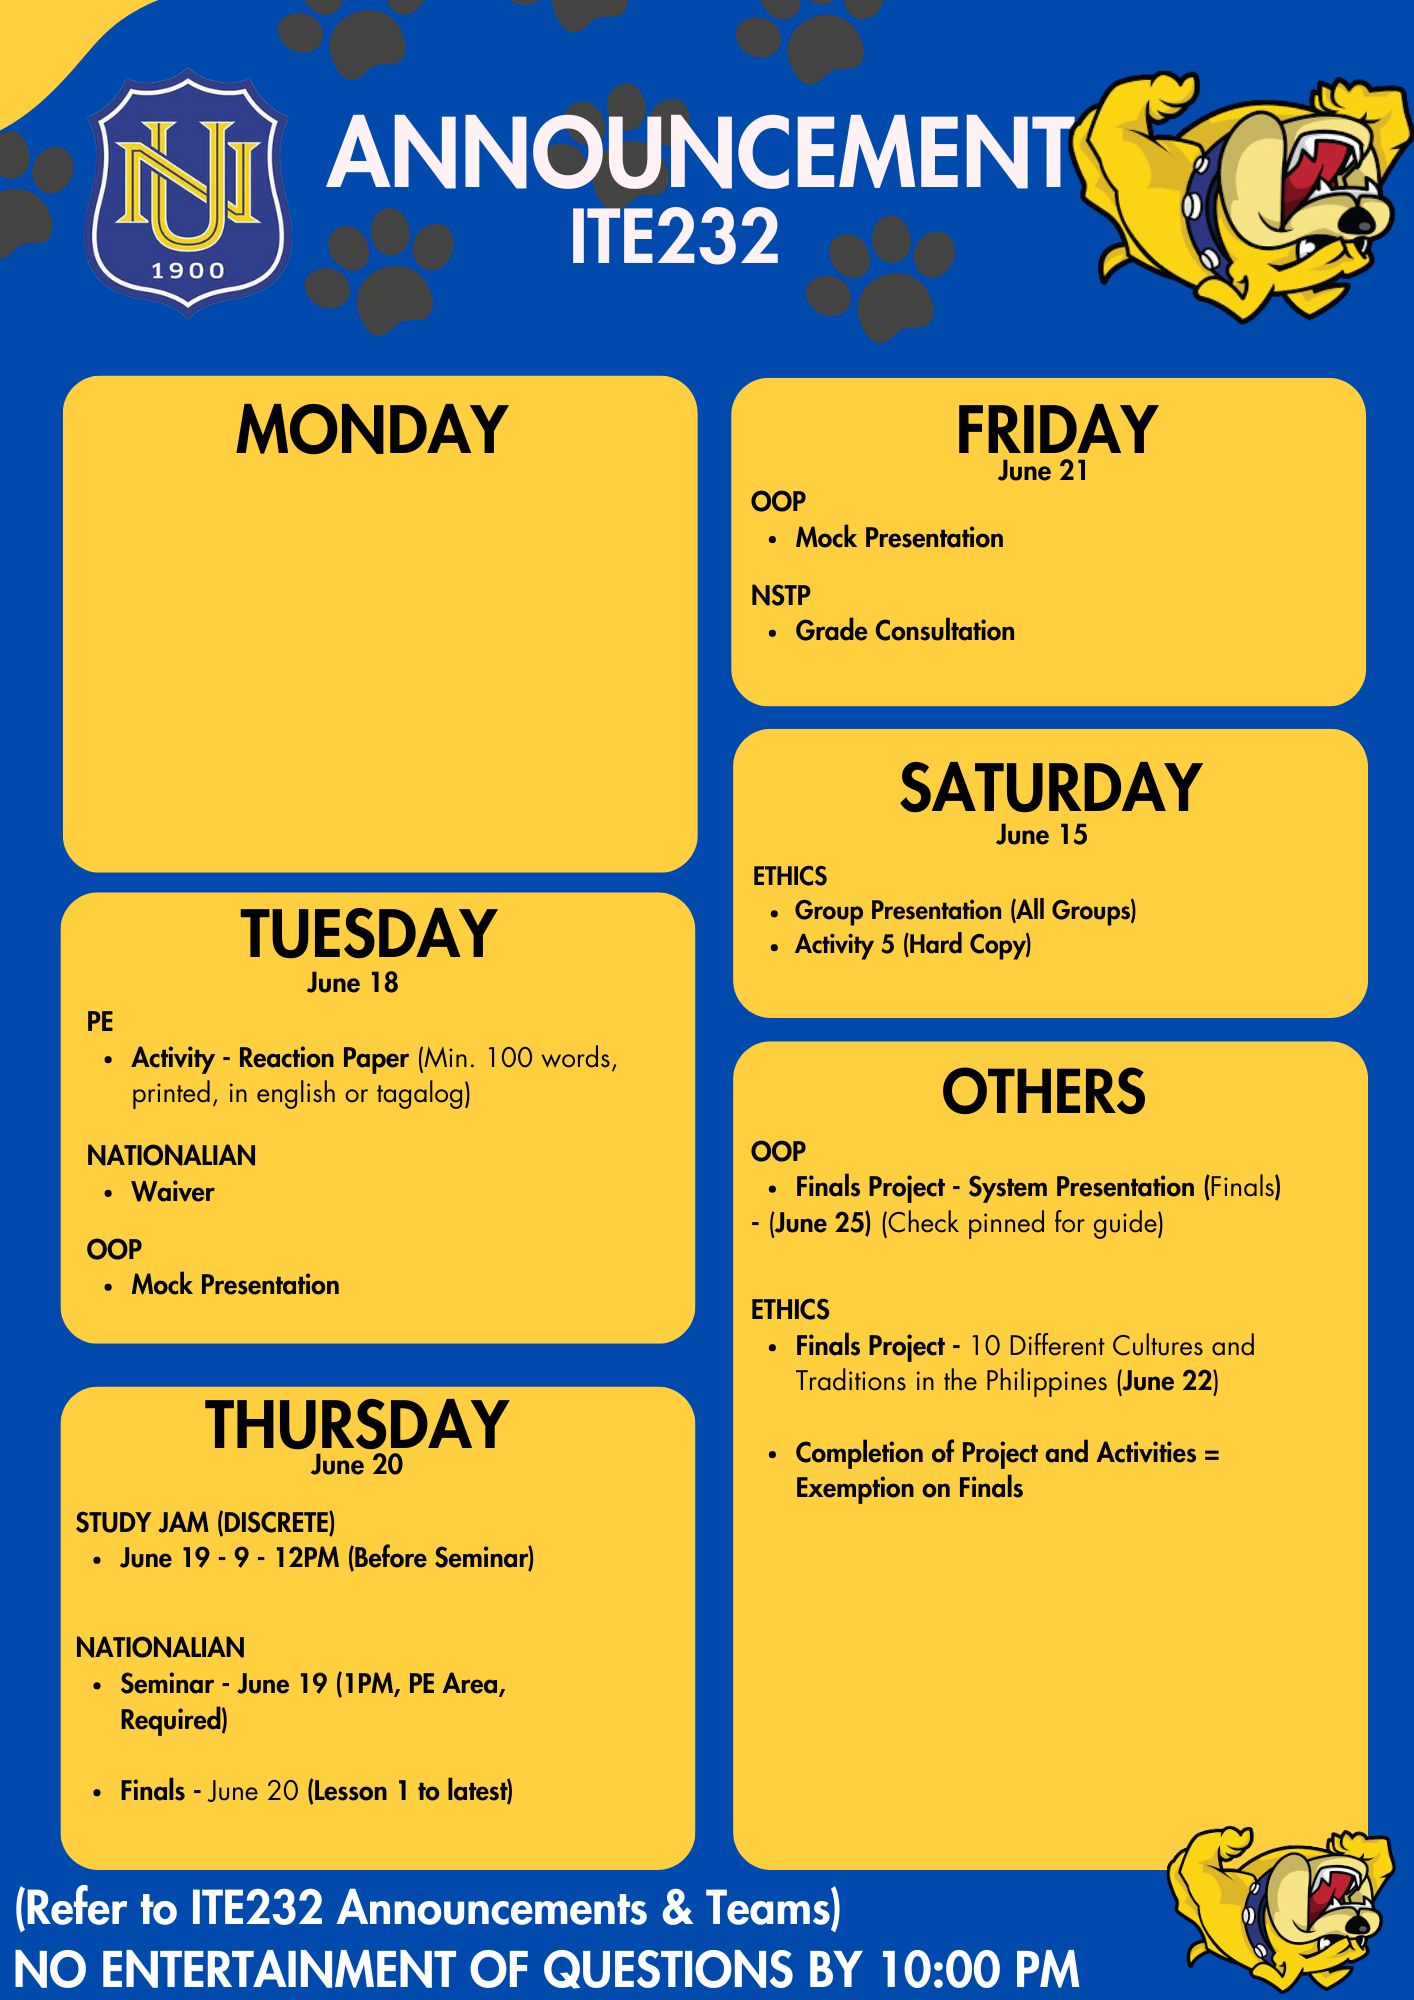 NU
1900
ANNOUNCEMENT
ITE232
MONDAY
TUESDAY
June 18
PE
• Activity - Reaction Paper (Min. 100 words,
printed, in english or tagalog)
NATIONALIAN
• Waiver
OOP
• Mock Presentation
THURSDAY
June 20
STUDY JAM (DISCRETE)
• June 19 - 9 - 12PM (Before Seminar)
NATIONALIAN
• Seminar - June 19 (1PM, PE Area,
Required)
• Finals - June 20 (Lesson 1 to latest)
FRIDAY
June 21
OOP
• Mock Presentation
NSTP
• Grade Consultation
SATURDAY
June 15
ETHICS
• Group Presentation (All Groups)
• Activity 5 (Hard Copy)
OTHERS
OOP
• Finals Project - System Presentation (Finals)
- (June 25) (Check pinned for guide)
ETHICS
• Finals Project - 10 Different Cultures and
Traditions in the Philippines (June 22)
• Completion of Project and Activities =
Exemption on Finals
(Refer to ITE232 Announcements & Teams)
NO ENTERTAINMENT OF QUESTIONS BY 10:00 PM